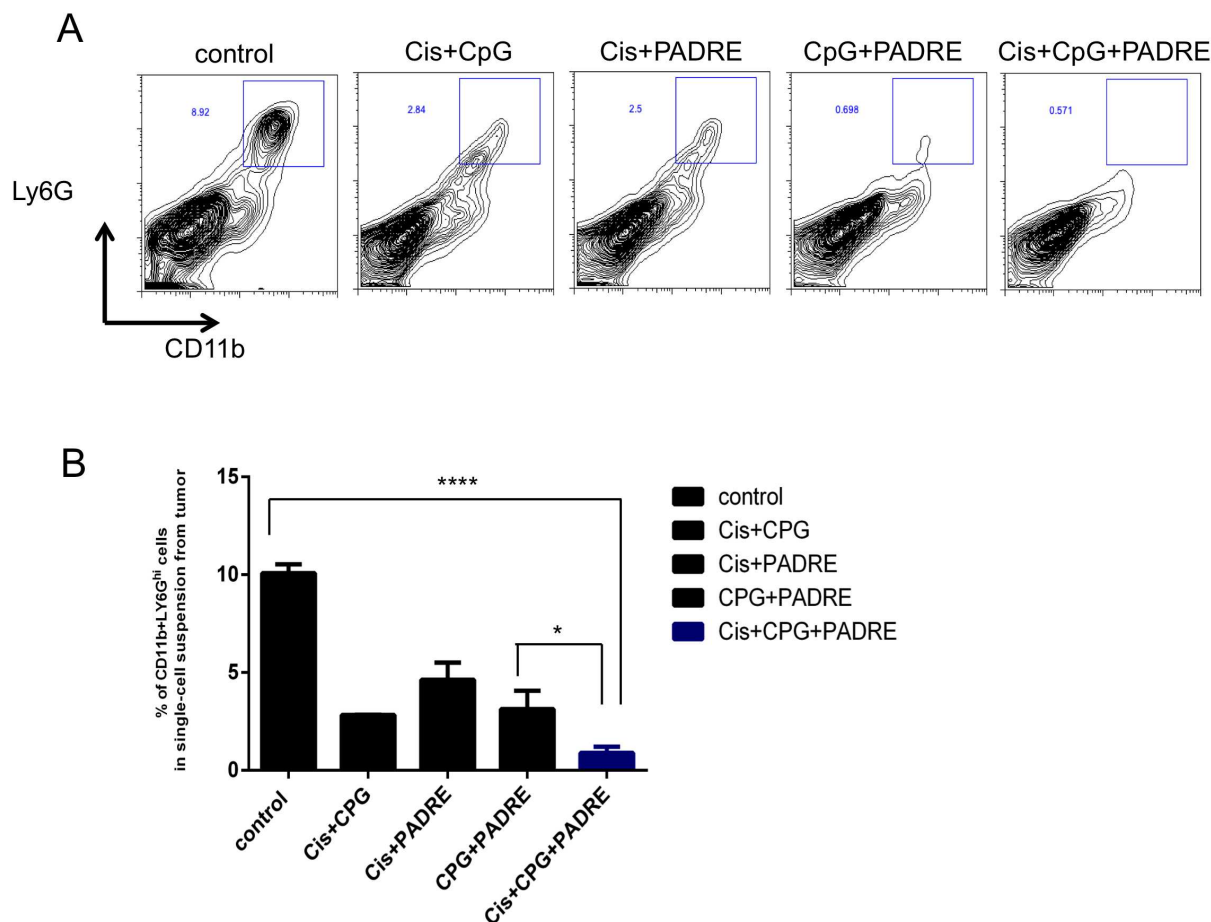 A
control
Cis+CpG
Cis+PADRE
CpG+PADRE
Cis+CpG+PADRE
8.92
2.84
2.5
0.698
0.571
Ly6G
CD11b
B
% of CD11b+LY6Ghi cells
in single-cell suspension from tumor
15
10
5
0
****
*
control
Cis+CPG
Cis+PADRE
CPG+PADRE
Cis+CPG+PADRE
control
Cis+CPG
Cis+PADRE
CPG+PADRE
Cis+CPG+PADRE